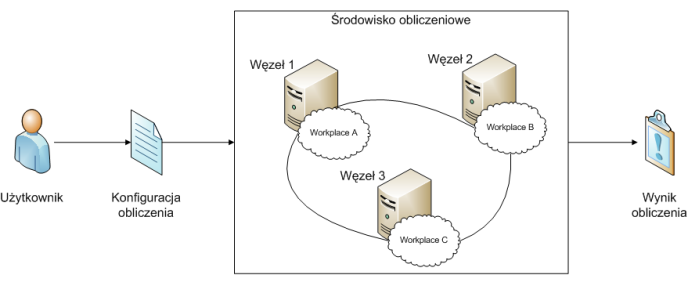 Środowisko obliczeniowe
Węzeł 1
Węzeł 2
Workplace A
Workplace B
Węzeł 3
Workplace C
Użytkownik
Konfiguracja
obliczenia
Wynik
obliczenia